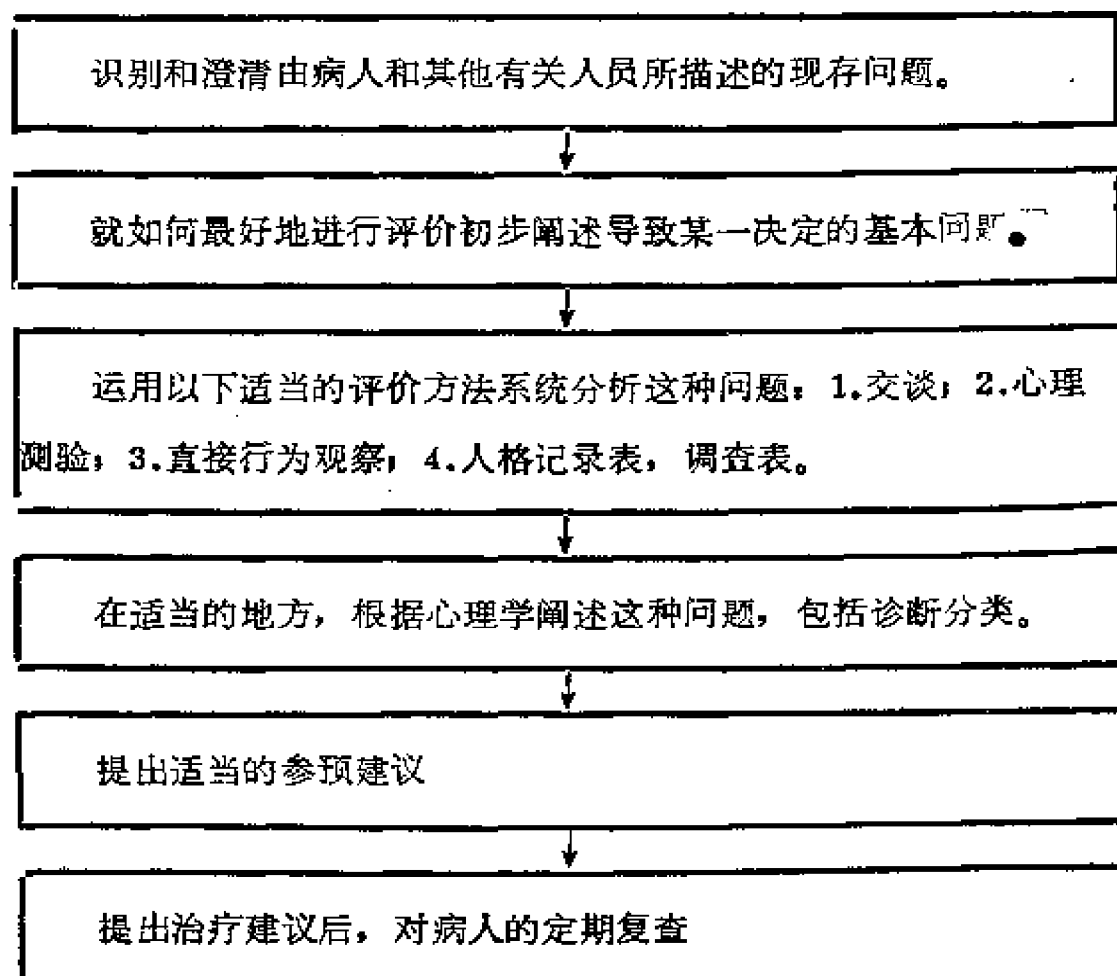 识别和澄清由病人和其他有关人员所描述的现存问题。
就如何最好地进行评价初步阐述导致某一决定的基本问题。
运用以下适当的评价方法系统分析这种问题：1.交谈；2.心理
测验；3.直接行为观察；4.人格记录表，调查表。
在适当的地方，根据心理学阐述这种问题，包括诊断分类。
提出适当的参预建议
提出治疗建议后，对病人的定期复查